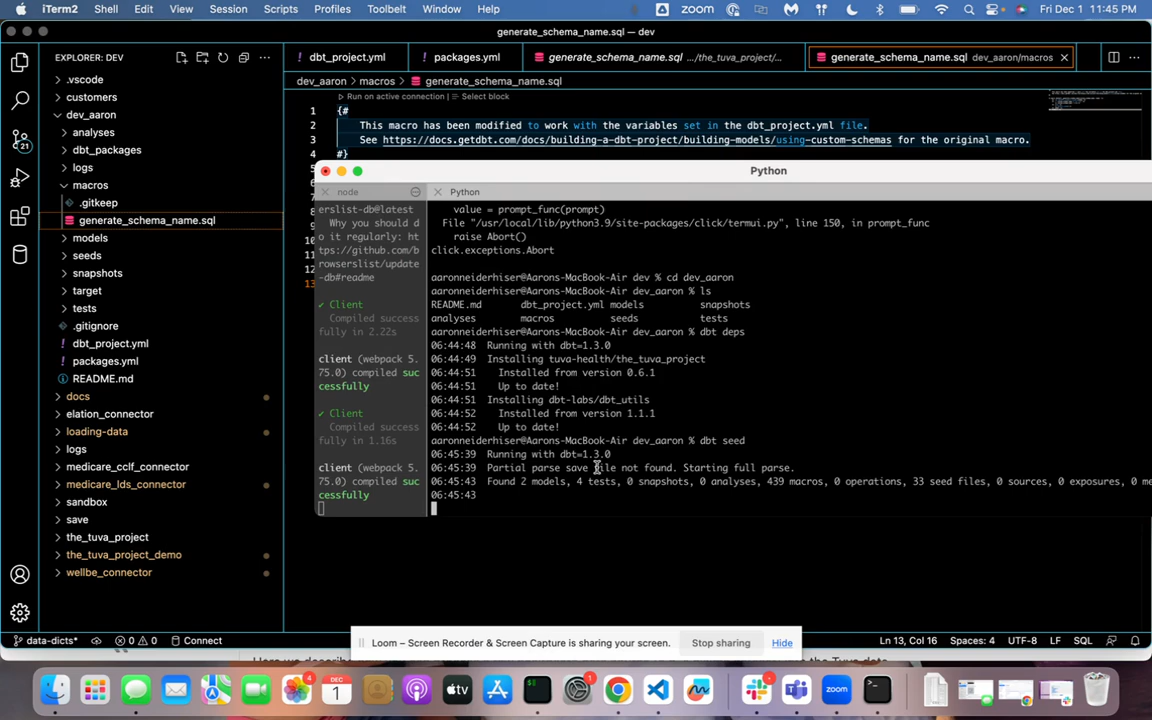 iTerm2 Shell Edit View Session Scripts Profiles Toolbelt Window Help zoom Fri Dec 1 11:45 PM
generate_schema_name.sql — dev
EXPLORER: DEV
dbt_project.yml packages.yml generate_schema_name.sql .../the_tuva_project/... generate_schema_name.sql dev_aaron/macros
dev_aaron > macros > generate_schema_name.sql
Run on active connection | Select block
.vscode
customers
dev_aaron
analyses
dbt_packages
logs
macros
.gitkeep
generate_schema_name.sql
models
seeds
snapshots
target
tests
.gitignore
dbt_project.yml
packages.yml
README.md
docs
elation_connector
loading-data
logs
medicare_cclf_connector
medicare_lds_connector
sandbox
save
the_tuva_project
the_tuva_project_demo
wellbe_connector
21
1 {#
2 This macro has been modified to work with the variables set in the dbt_project.yml file.
3 See https://docs.getdbt.com/docs/building-a-dbt-project/building-models/using-custom-schemas for the original macro.
4 #}
Python
node
Python
erslist-db@latest
Why you should d
o it regularly: ht
tps://github.com/b
rowserslist/update
-db#readme
✓ Client
Compiled success
fully in 2.22s
client (webpack 5.
75.0) compiled suc
cessfully
✓ Client
Compiled success
fully in 1.16s
client (webpack 5.
75.0) compiled suc
cessfully
value = prompt_func(prompt)
File "/usr/local/lib/python3.9/site-packages/click/termui.py", line 150, in prompt_func
raise Abort()
click.exceptions.Abort
aaronneiderhiser@Aarons-MacBook-Air dev % cd dev_aaron
aaronneiderhiser@Aarons-MacBook-Air dev_aaron % ls
README.md dbt_project.yml models snapshots
analyses macros seeds tests
aaronneiderhiser@Aarons-MacBook-Air dev_aaron % dbt deps
06:44:48 Running with dbt=1.3.0
06:44:49 Installing tuva-health/the_tuva_project
06:44:51 Installed from version 0.6.1
06:44:51 Up to date!
06:44:51 Installing dbt-labs/dbt_utils
06:44:52 Installed from version 1.1.1
06:44:52 Up to date!
aaronneiderhiser@Aarons-MacBook-Air dev_aaron % dbt seed
06:45:39 Running with dbt=1.3.0
06:45:39 Partial parse save file not found. Starting full parse.
06:45:43 Found 2 models, 4 tests, 0 snapshots, 0 analyses, 439 macros, 0 operations, 33 seed files, 0 sources, 0 exposures, 0 me
06:45:43
Loom – Screen Recorder & Screen Capture is sharing your screen. Stop sharing Hide
data-dicts* 0 0 Connect Ln 13, Col 16 Spaces: 4 UTF-8 LF SQL
4
DEC
1
tv
1
zoom